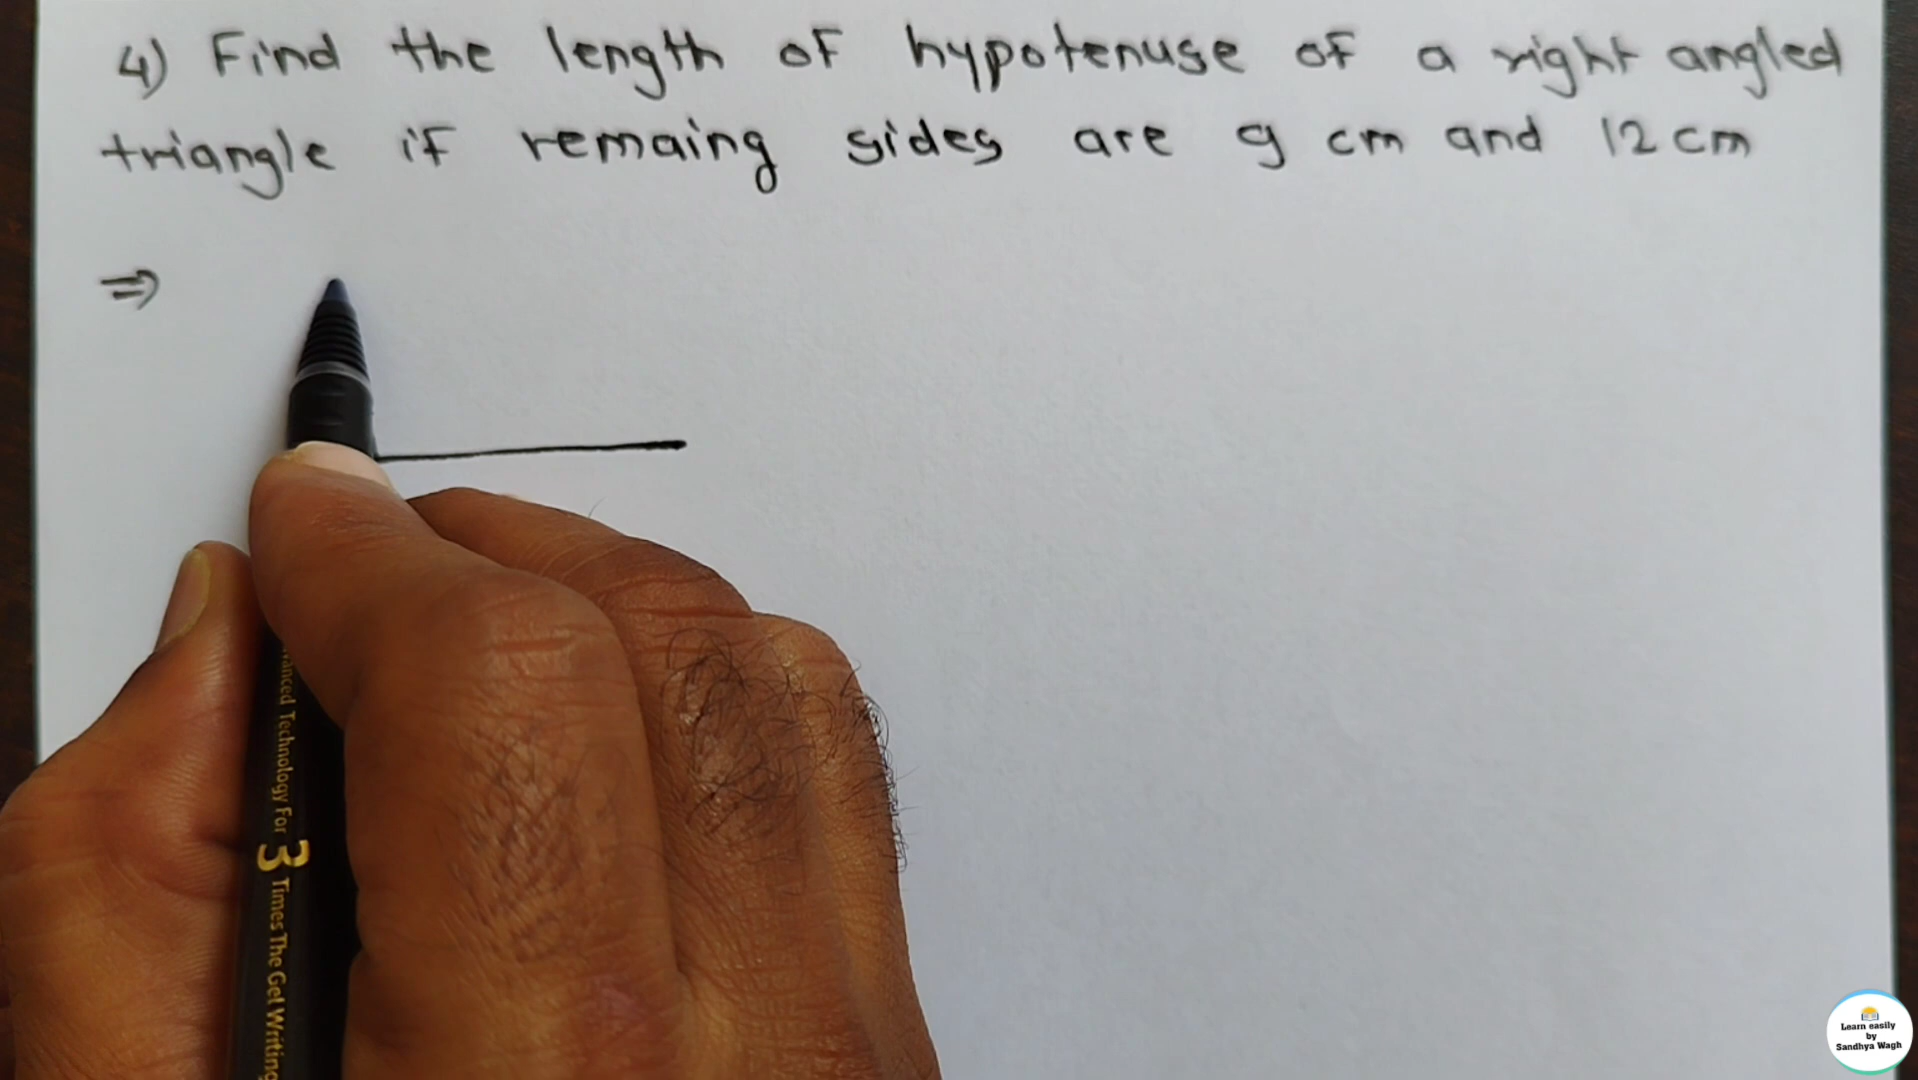 4) Find the length of hypotenuse of a right angled
triangle if remaing sides are 9 cm and 12 cm
⇒
vanced Technology For 3 Times The Gel Writing
Learn easily
by
Sandhya Wagh